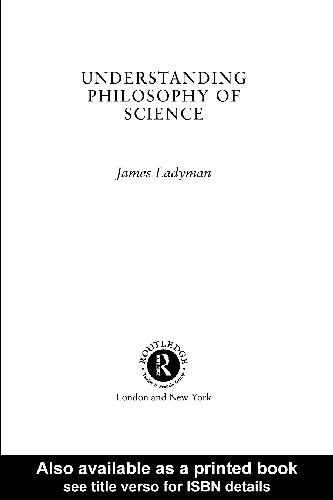 UNDERSTANDING
PHILOSOPHY OF
SCIENCE
James Ladyman
ROUTLEDGE
R
London and New York
Also available as a printed book
see title verso for ISBN details